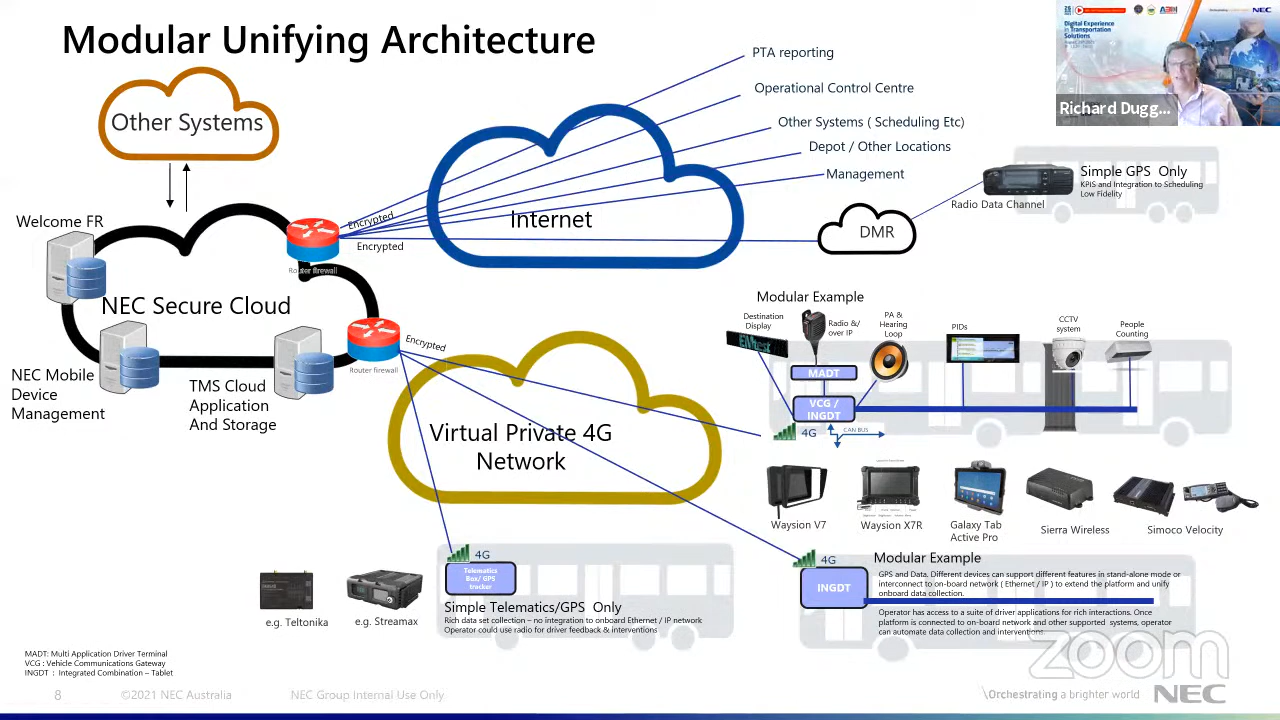 Modular Unifying Architecture
Digital Experience
in Transportation
Solutions
NEC
Richard Dugg...
PTA reporting
Operational Control Centre
Other Systems ( Scheduling Etc)
Depot / Other Locations
Management
Other Systems
Welcome FR
Encrypted
Encrypted
Internet
DMR
Radio Data Channel
Simple GPS Only
KPIS and Integration to Scheduling
Low Fidelity
Router firewall
NEC Secure Cloud
Router firewall
Encrypted
NEC Mobile
Device
Management
TMS Cloud
Application
And Storage
Virtual Private 4G
Network
Modular Example
Destination
Display
Radio &/
over IP
PA &
Hearing
Loop
PIDs
CCTV
system
People
Counting
MADT
VCG /
INGDT
4G
CAN BUS
Waysion V7
Waysion X7R
Galaxy Tab
Active Pro
Sierra Wireless
Simoco Velocity
e.g. Teltonika
e.g. Streamax
4G
Telematics
Box/ GPS
tracker
Simple Telematics/GPS Only
Rich data set collection – no integration to onboard Ethernet / IP network
Operator could use radio for driver feedback & interventions
4G
INGDT
Modular Example
GPS and Data. Different devices can support different features in stand-alone mode or
interconnect to on-board network ( Ethernet / IP ) to extend the platform and unify
onboard data collection.
Operator has access to a suite of driver applications for rich interactions. Once
platform is connected to on-board network and other supported systems, operator
can automate data collection and interventions.
MADT: Multi Application Driver Terminal
VCG : Vehicle Communications Gateway
INGDT : Integrated Combination – Tablet
8
©2021 NEC Australia
NEC Group Internal Use Only
zoom
\Orchestrating a brighter world
NEC